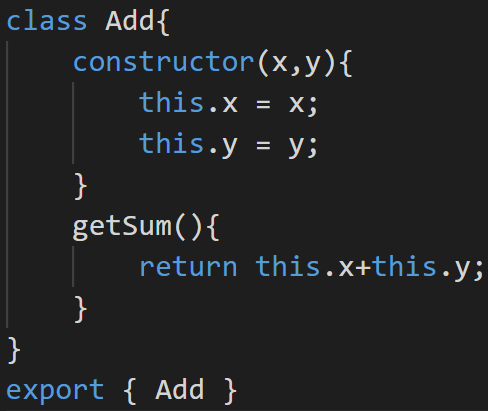 class Add{
    constructor(x,y){
        this.x = x;
        this.y = y;
    }
    getSum(){
        return this.x+this.y;
    }
}
export { Add }